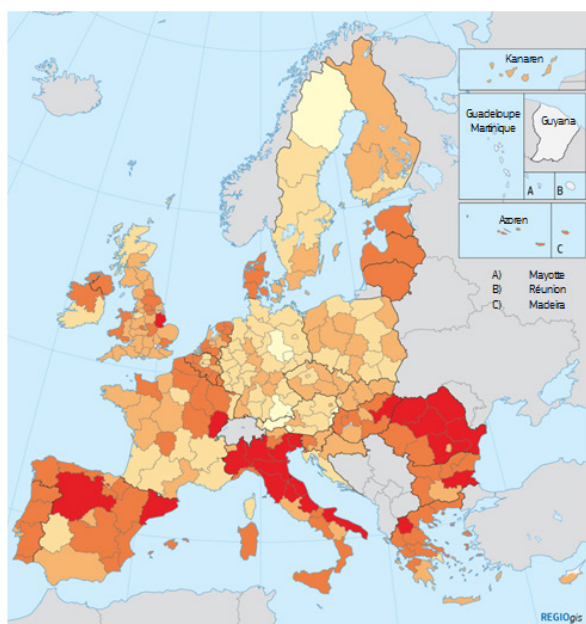 Kanaren
Guadeloupe
Martinique
Guyana
A
B
Azoren
C
A) Mayotte
B) Réunion
C) Madeira
REGIOgis